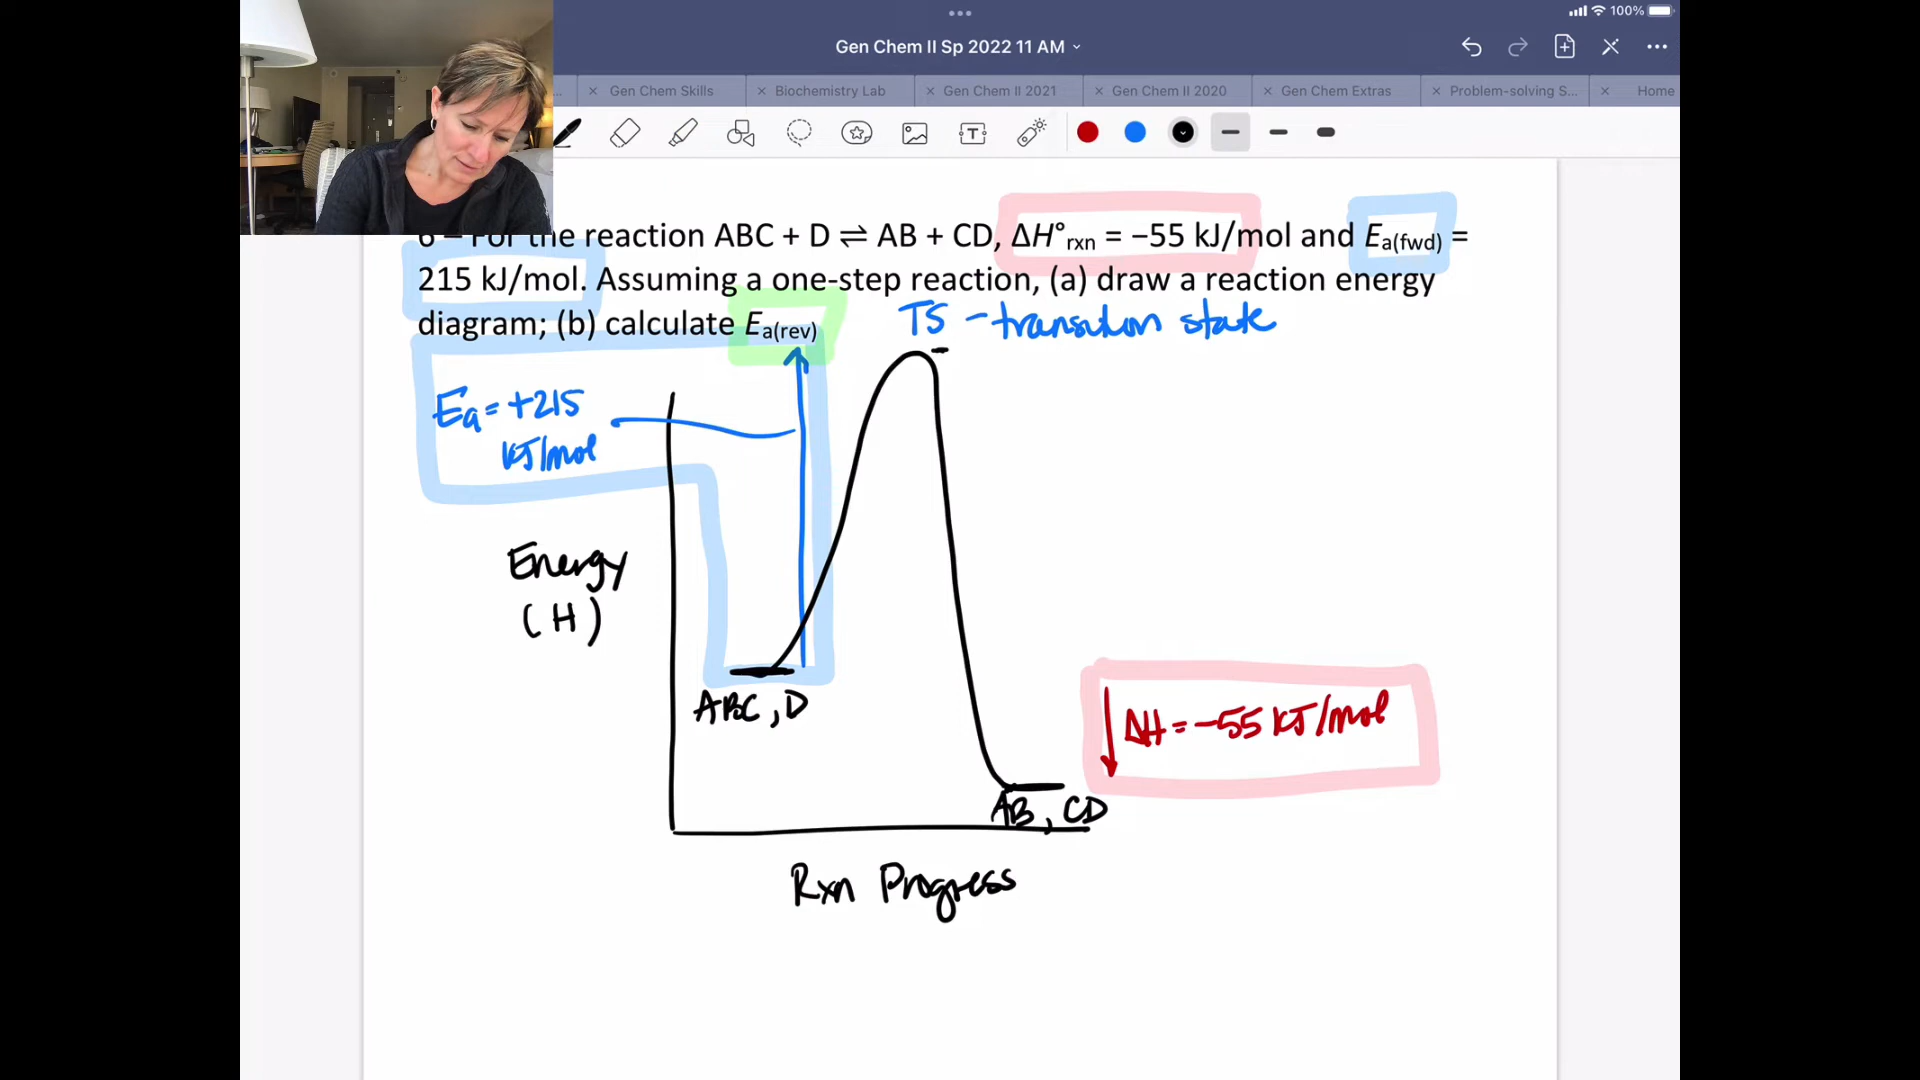 100%
Gen Chem II Sp 2022 11 AM
... Gen Chem Skills Biochemistry Lab Gen Chem II 2021 Gen Chem II 2020 Gen Chem Extras Problem-solving S... Home
6 – For the reaction ABC + D ⇌ AB + CD, ΔH°rxn = −55 kJ/mol and Ea(fwd) =
215 kJ/mol. Assuming a one-step reaction, (a) draw a reaction energy
diagram; (b) calculate Ea(rev)
TS - transition state
Ea = +215
kJ/mol
Energy
(H)
ABC, D
ΔH = -55 kJ/mol
AB, CD
Rxn Progress